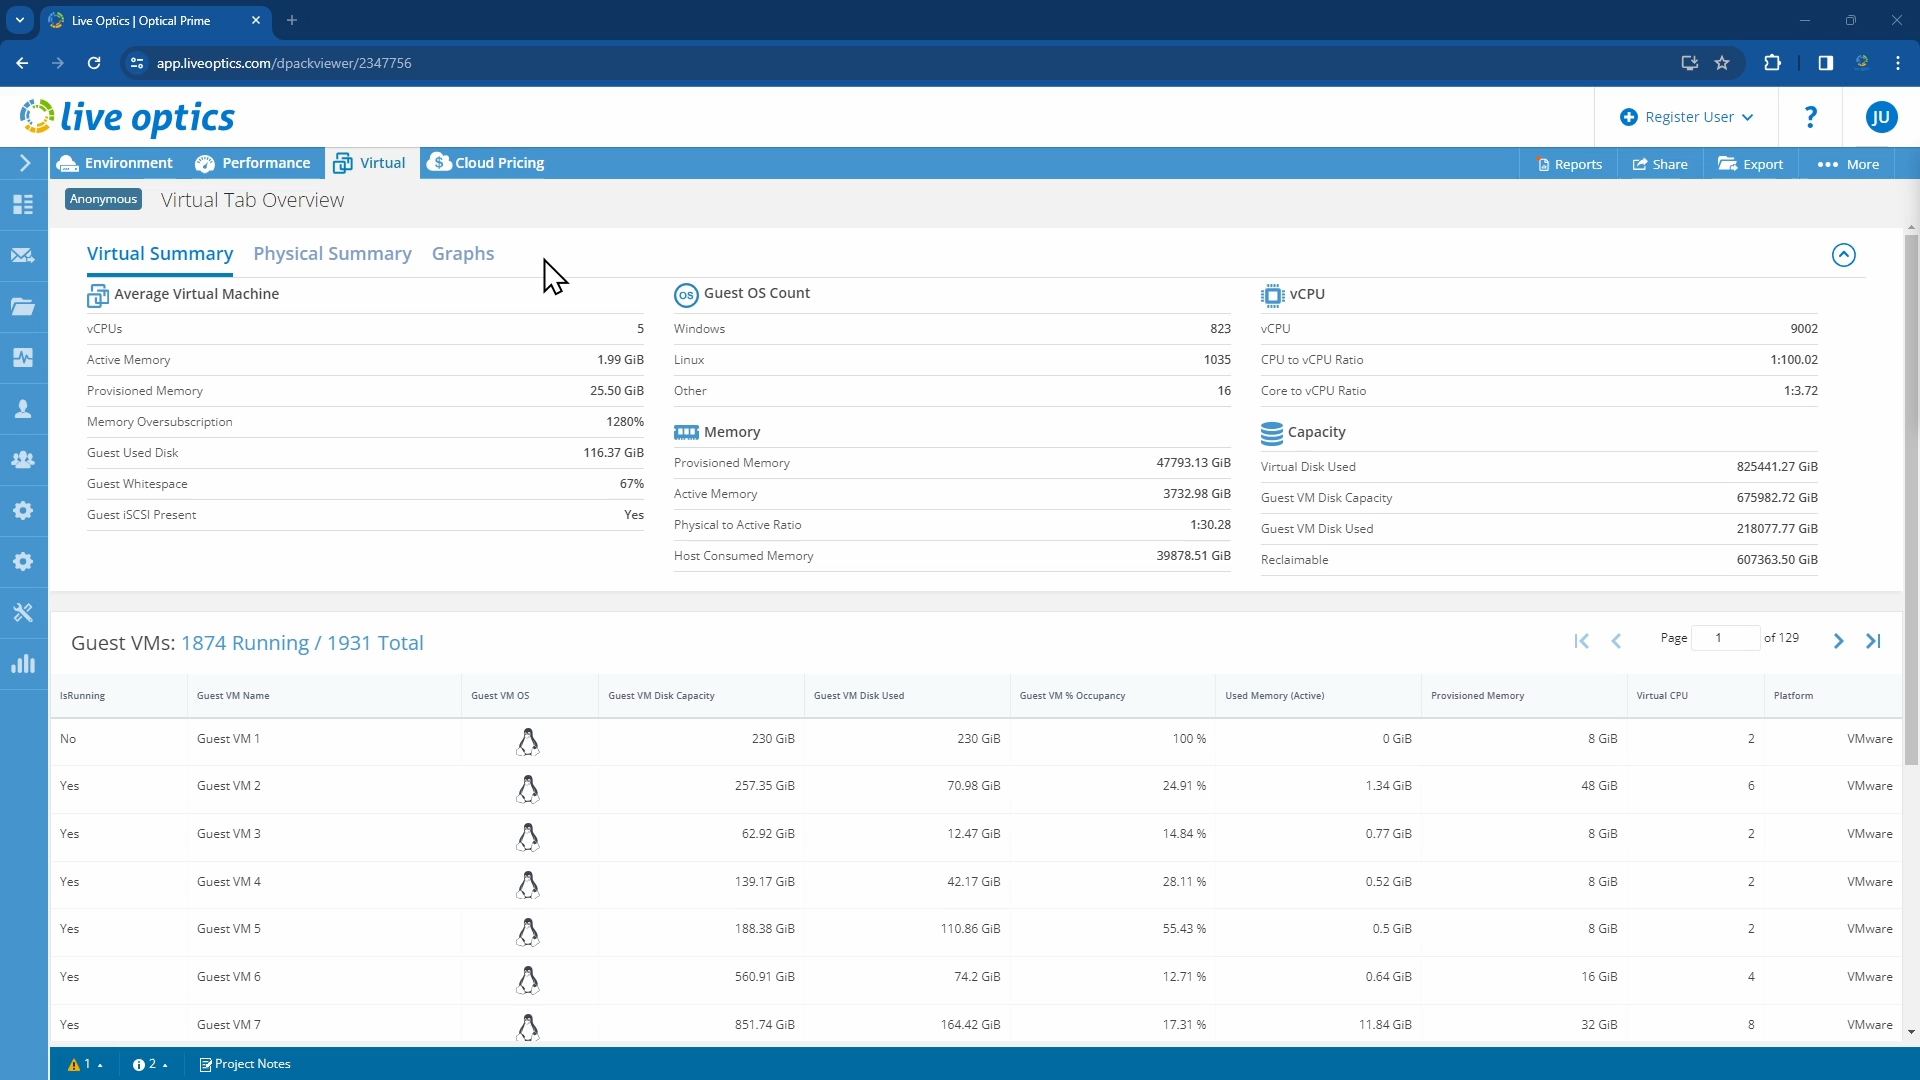 Live Optics | Optical Prime
app.liveoptics.com/dpackviewer/2347756
live optics
Register User
?
JU
Environment
Performance
Virtual
Cloud Pricing
Reports
Share
Export
More
Anonymous
Virtual Tab Overview
Virtual Summary
Physical Summary
Graphs
Average Virtual Machine
vCPUs 5
Active Memory 1.99 GiB
Provisioned Memory 25.50 GiB
Memory Oversubscription 1280%
Guest Used Disk 116.37 GiB
Guest Whitespace 67%
Guest iSCSI Present Yes
OS Guest OS Count
Windows 823
Linux 1035
Other 16
Memory
Provisioned Memory 47793.13 GiB
Active Memory 3732.98 GiB
Physical to Active Ratio 1:30.28
Host Consumed Memory 39878.51 GiB
vCPU
vCPU 9002
CPU to vCPU Ratio 1:100.02
Core to vCPU Ratio 1:3.72
Capacity
Virtual Disk Used 825441.27 GiB
Guest VM Disk Capacity 675982.72 GiB
Guest VM Disk Used 218077.77 GiB
Reclaimable 607363.50 GiB
Guest VMs: 1874 Running / 1931 Total
Page 1 of 129
IsRunning Guest VM Name Guest VM OS Guest VM Disk Capacity Guest VM Disk Used Guest VM % Occupancy Used Memory (Active) Provisioned Memory Virtual CPU Platform
No Guest VM 1 230 GiB 230 GiB 100 % 0 GiB 8 GiB 2 VMware
Yes Guest VM 2 257.35 GiB 70.98 GiB 24.91 % 1.34 GiB 48 GiB 6 VMware
Yes Guest VM 3 62.92 GiB 12.47 GiB 14.84 % 0.77 GiB 8 GiB 2 VMware
Yes Guest VM 4 139.17 GiB 42.17 GiB 28.11 % 0.52 GiB 8 GiB 2 VMware
Yes Guest VM 5 188.38 GiB 110.86 GiB 55.43 % 0.5 GiB 8 GiB 2 VMware
Yes Guest VM 6 560.91 GiB 74.2 GiB 12.71 % 0.64 GiB 16 GiB 4 VMware
Yes Guest VM 7 851.74 GiB 164.42 GiB 17.31 % 11.84 GiB 32 GiB 8 VMware
1
2
Project Notes